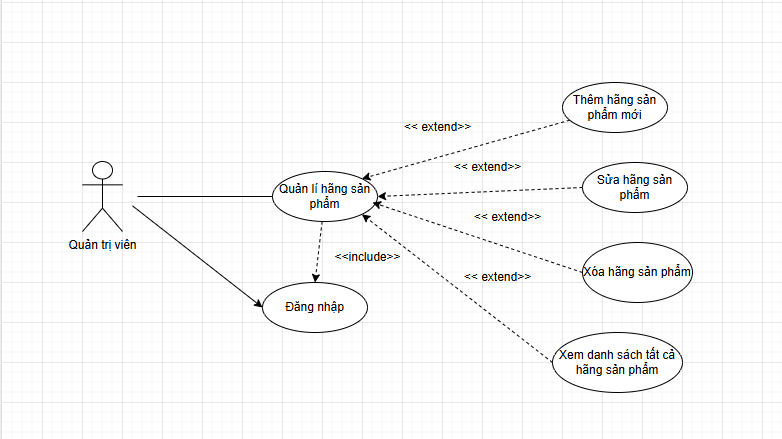 Thêm hãng sản
phẩm mới
<< extend>>
<< extend>>
Sửa hãng sản
phẩm
Quản lí hãng sản
phẩm
<< extend>>
Quản trị viên
<<include>>
Xóa hãng sản phẩm
<< extend>>
Đăng nhập
Xem danh sách tất cả
hãng sản phẩm